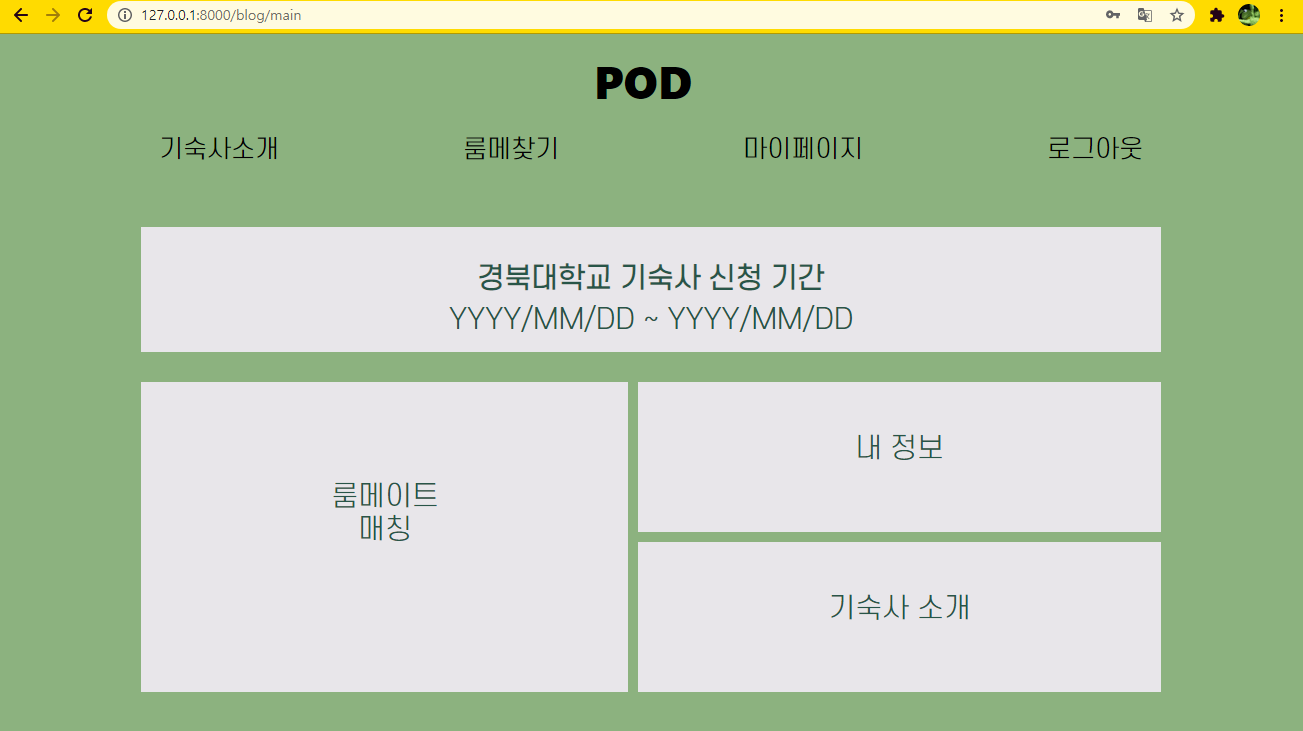 127.0.0.1:8000/blog/main
POD
기숙사소개 룸메찾기 마이페이지 로그아웃
경북대학교 기숙사 신청 기간
YYYY/MM/DD ~ YYYY/MM/DD
룸메이트
매칭
내 정보
기숙사 소개